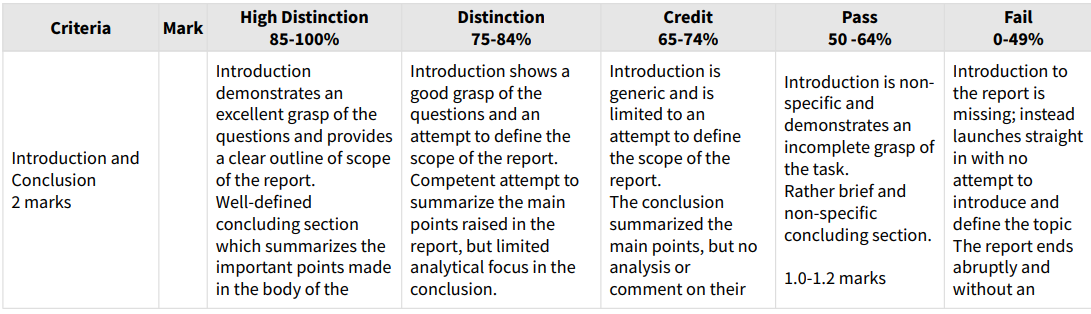 Criteria
Mark
High Distinction
85-100%
Distinction
75-84%
Credit
65-74%
Pass
50 -64%
Fail
0-49%
Introduction and
Conclusion
2 marks
Introduction
demonstrates an
excellent grasp of the
questions and provides
a clear outline of scope
of the report.
Well-defined
concluding section
which summarizes the
important points made
in the body of the
Introduction shows a
good grasp of the
questions and an
attempt to define the
scope of the report.
Competent attempt to
summarize the main
points raised in the
report, but limited
analytical focus in the
conclusion.
Introduction is
generic and is
limited to an
attempt to define
the scope of the
report.
The conclusion
summarized the
main points, but no
analysis or
comment on their
Introduction is non-
specific and
demonstrates an
incomplete grasp of
the task.
Rather brief and
non-specific
concluding section.
1.0-1.2 marks
Introduction to
the report is
missing; instead
launches straight
in with no
attempt to
introduce and
define the topic
The report ends
abruptly and
without an